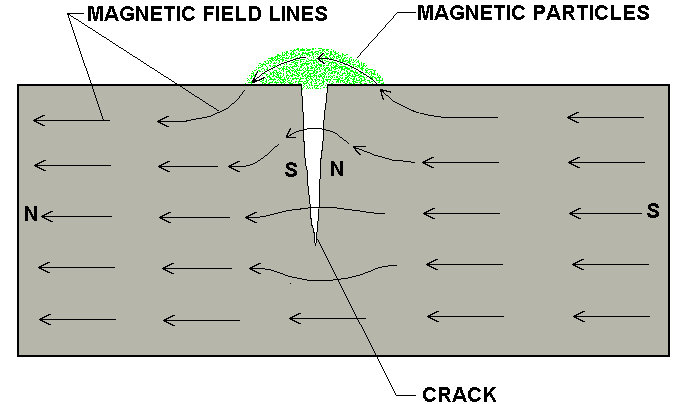 MAGNETIC FIELD LINES
MAGNETIC PARTICLES
S N
N S
CRACK